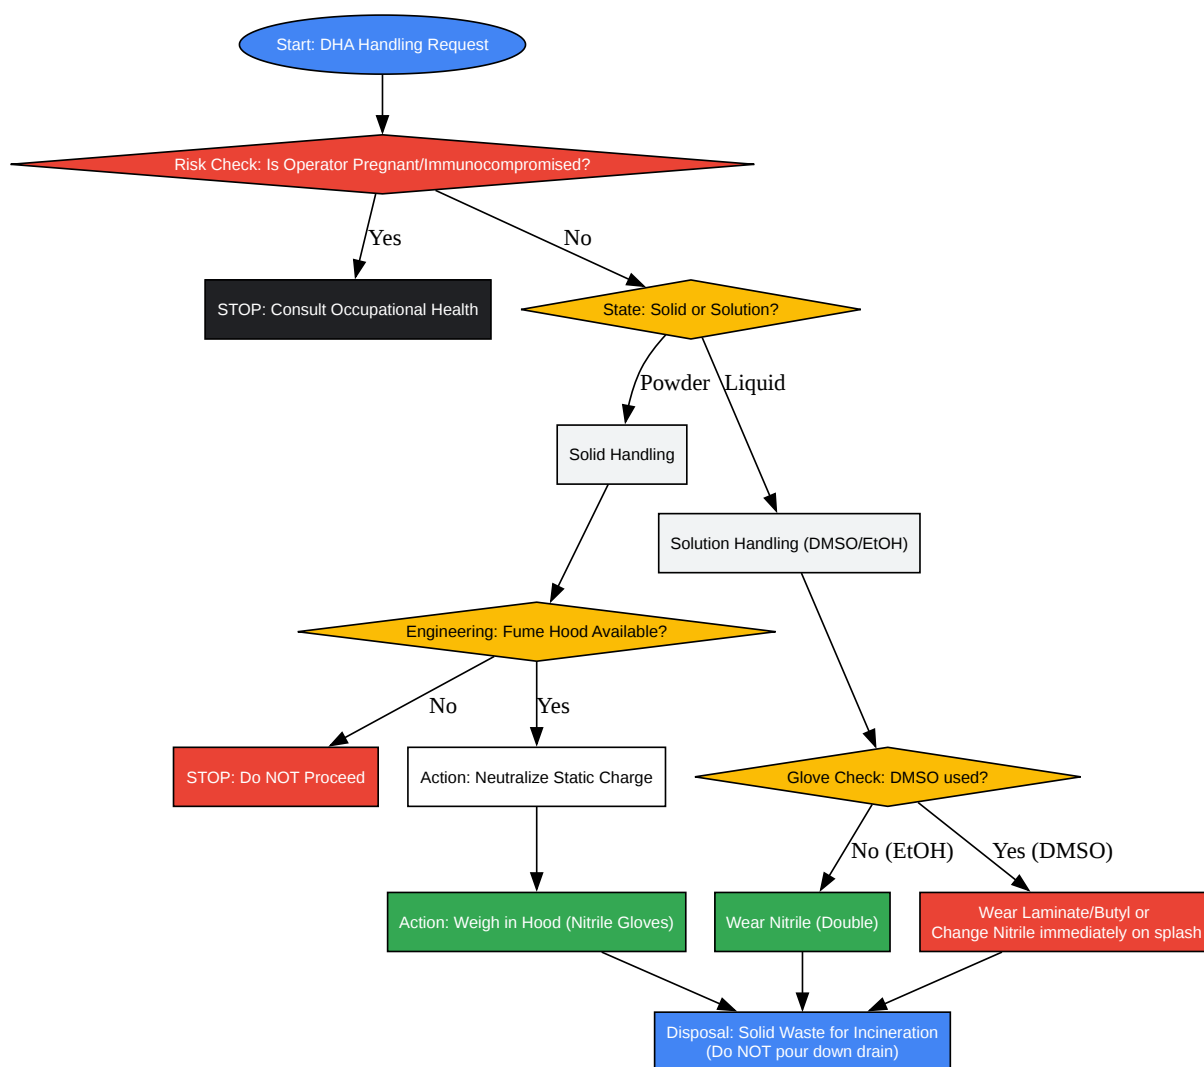 Start: DHA Handling Request
Risk Check: Is Operator Pregnant/Immunocompromised?
Yes
No
STOP: Consult Occupational Health
State: Solid or Solution?
Powder
Liquid
Solid Handling
Solution Handling (DMSO/EtOH)
Engineering: Fume Hood Available?
No
Yes
STOP: Do NOT Proceed
Action: Neutralize Static Charge
Glove Check: DMSO used?
No (EtOH)
Yes (DMSO)
Action: Weigh in Hood (Nitrile Gloves)
Wear Nitrile (Double)
Wear Laminate/Butyl or
Change Nitrile immediately on splash
Disposal: Solid Waste for Incineration
(Do NOT pour down drain)